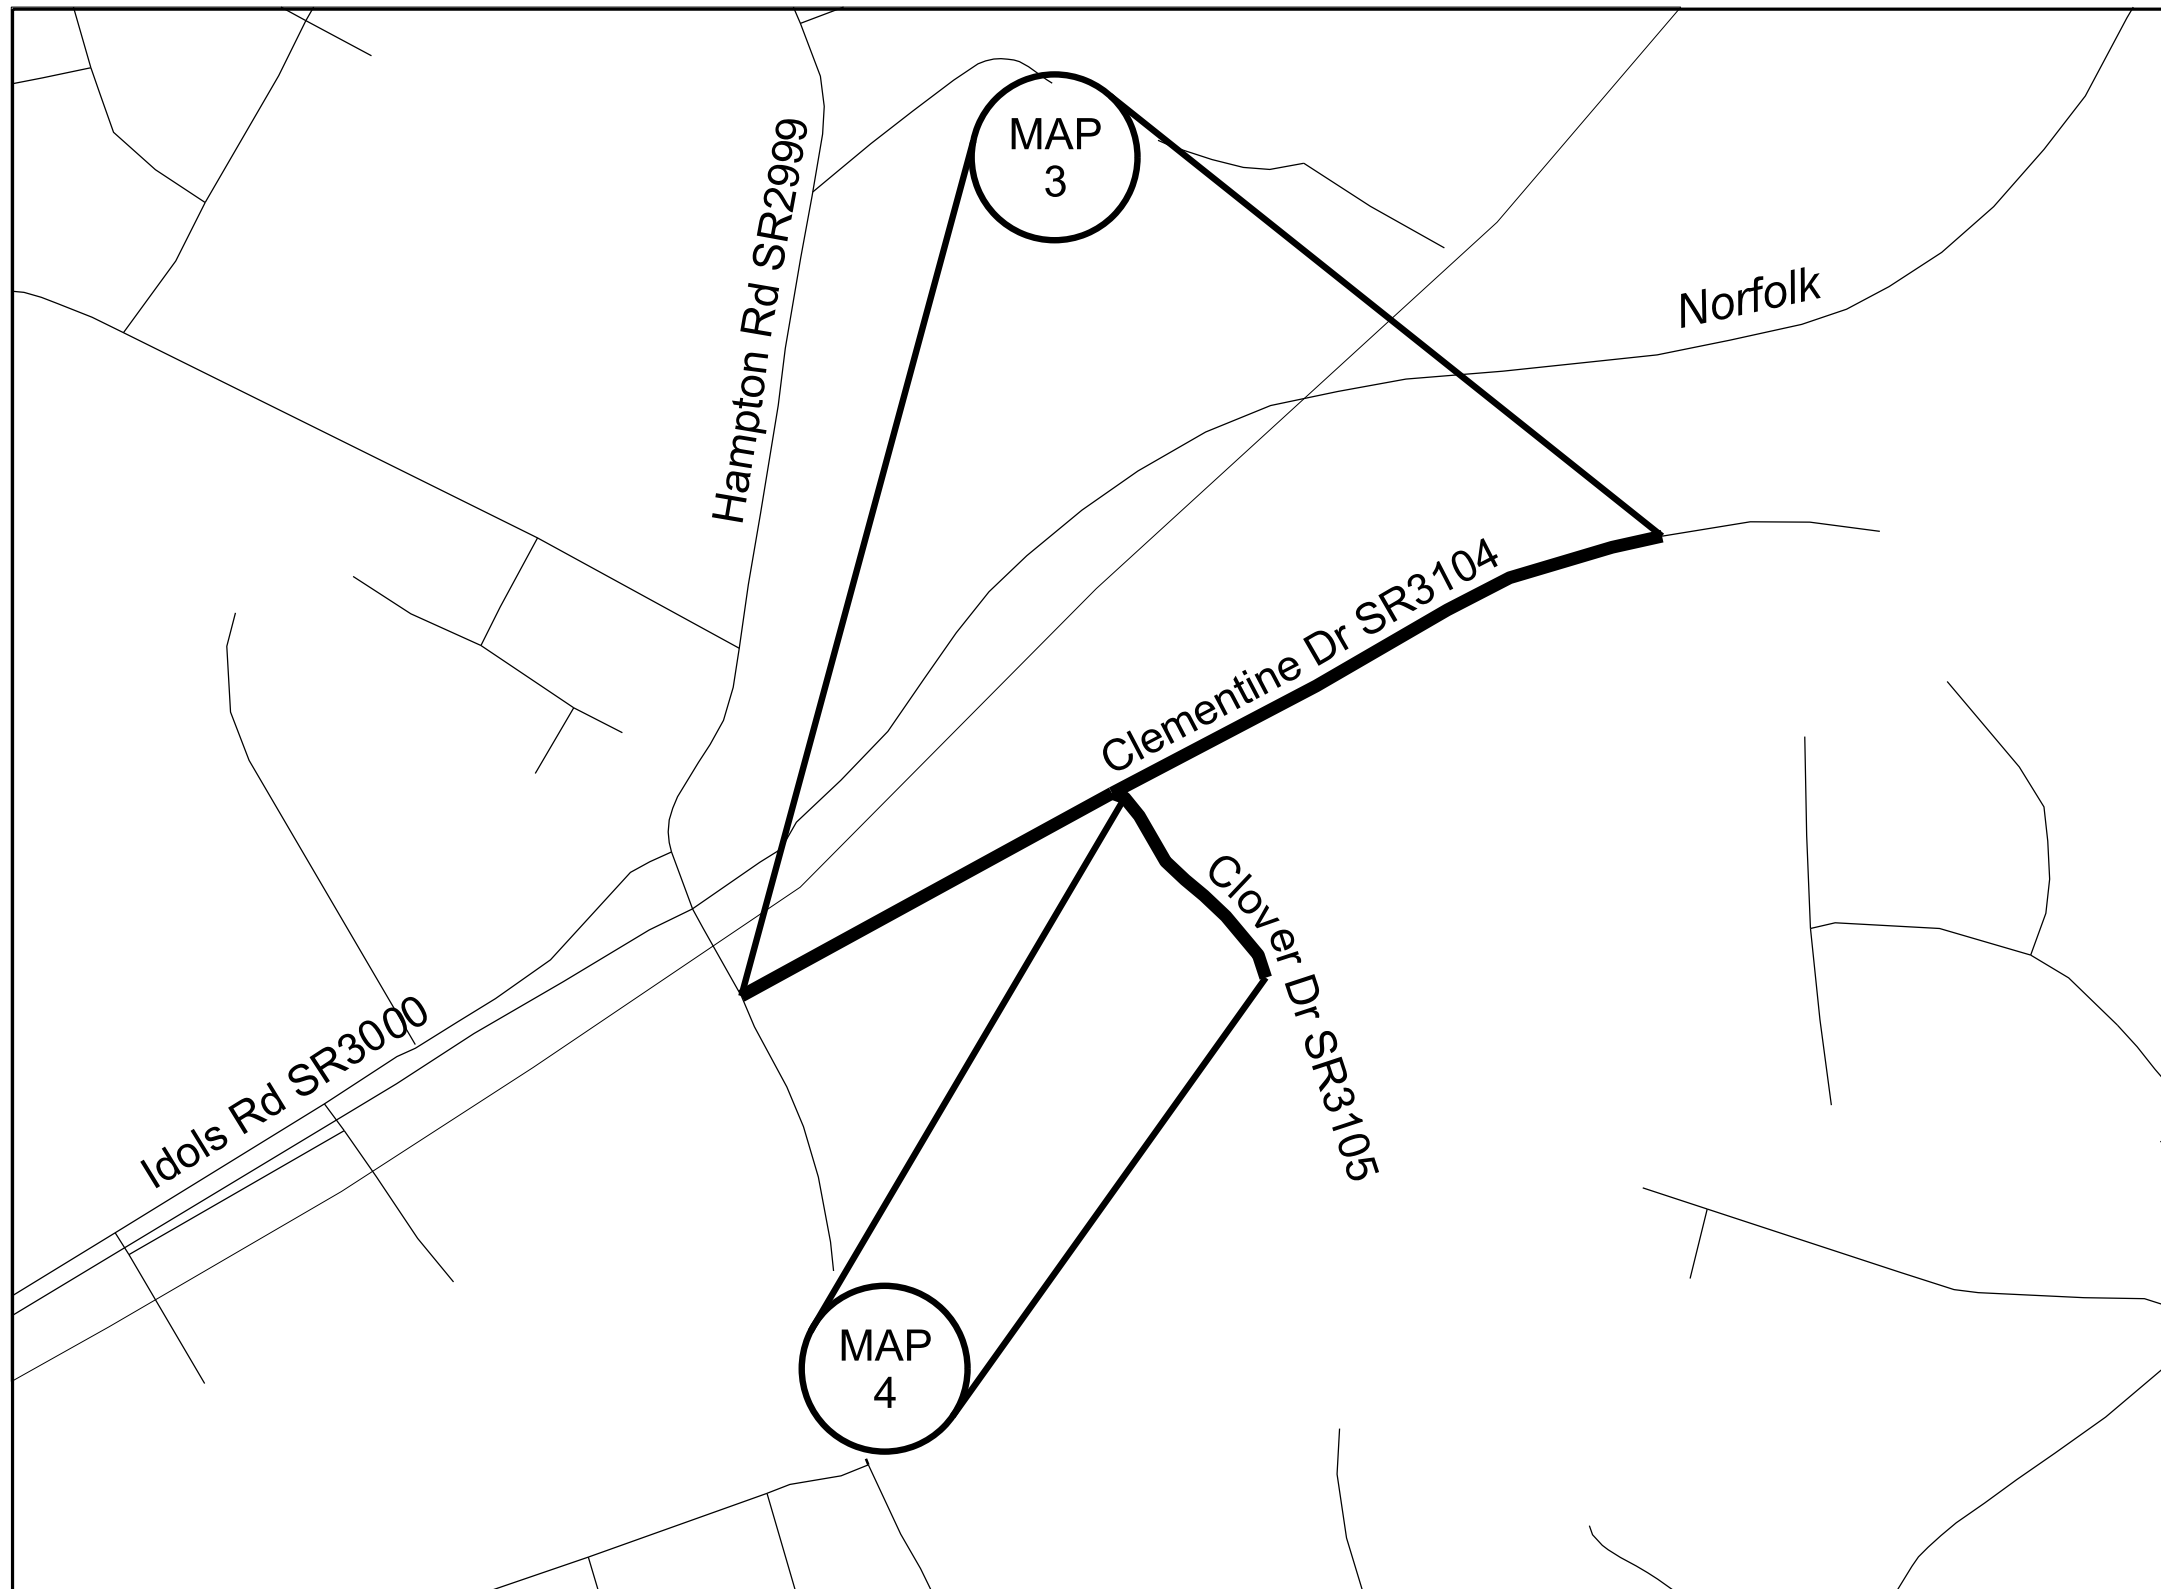 MAP
3
Hampton Rd SR2999
Norfolk
Clementine Dr SR3104
Clover Dr SR3105
Idols Rd SR3000
MAP
4